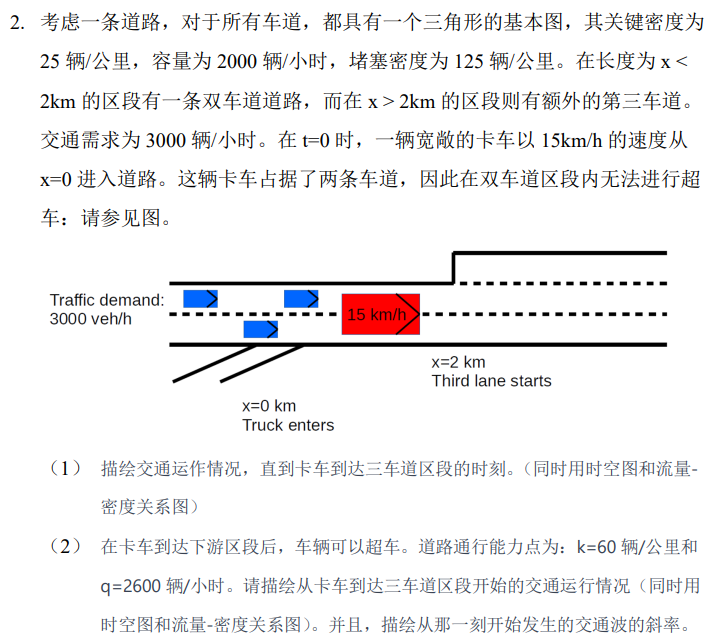 2. 考虑一条道路，对于所有车道，都具有一个三角形的基本图，其关键密度为
25 辆/公里，容量为 2000 辆/小时，堵塞密度为 125 辆/公里。在长度为 x <
2km 的区段有一条双车道道路，而在 x > 2km 的区段则有额外的第三车道。
交通需求为 3000 辆/小时。在 t=0 时，一辆宽敞的卡车以 15km/h 的速度从
x=0 进入道路。这辆卡车占据了两条车道，因此在双车道区段内无法进行超
车：请参见图。
Traffic demand:
3000 veh/h
15 km/h
x=2 km
Third lane starts
x=0 km
Truck enters
（1） 描绘交通运作情况，直到卡车到达三车道区段的时刻。（同时用时空图和流量-
密度关系图）
（2） 在卡车到达下游区段后，车辆可以超车。道路通行能力点为：k=60 辆/公里和
q=2600 辆/小时。请描绘从卡车到达三车道区段开始的交通运行情况（同时用
时空图和流量-密度关系图）。并且，描绘从那一刻开始发生的交通波的斜率。